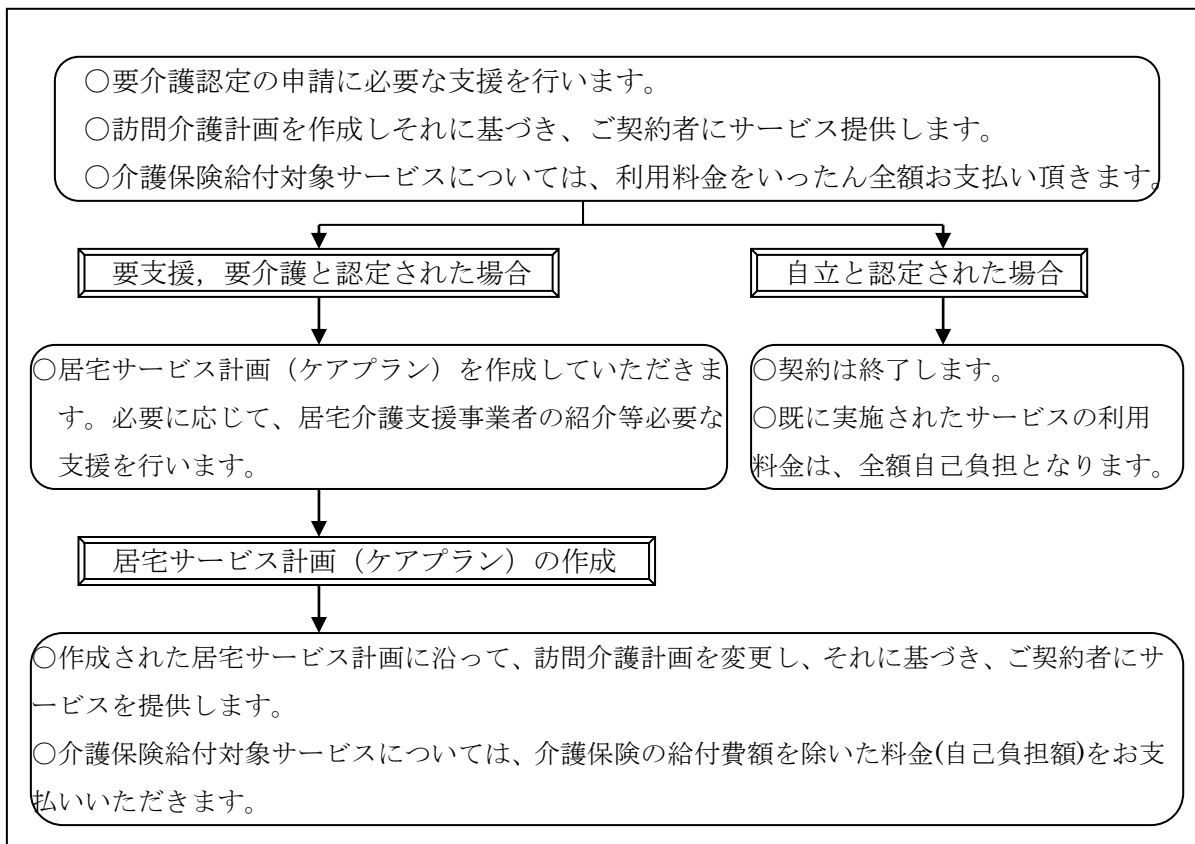 ○要介護認定の申請に必要な支援を行います。
○訪問介護計画を作成しそれに基づき、ご契約者にサービス提供します。
○介護保険給付対象サービスについては、利用料金をいったん全額お支払い頂きます。
要支援，要介護と認定された場合
自立と認定された場合
○居宅サービス計画（ケアプラン）を作成していただきま
す。必要に応じて、居宅介護支援事業者の紹介等必要な
支援を行います。
○契約は終了します。
○既に実施されたサービスの利用
料金は、全額自己負担となります。
居宅サービス計画（ケアプラン）の作成
○作成された居宅サービス計画に沿って、訪問介護計画を変更し、それに基づき、ご契約者にサ
ービスを提供します。
○介護保険給付対象サービスについては、介護保険の給付費額を除いた料金(自己負担額)をお支
払いいただきます。